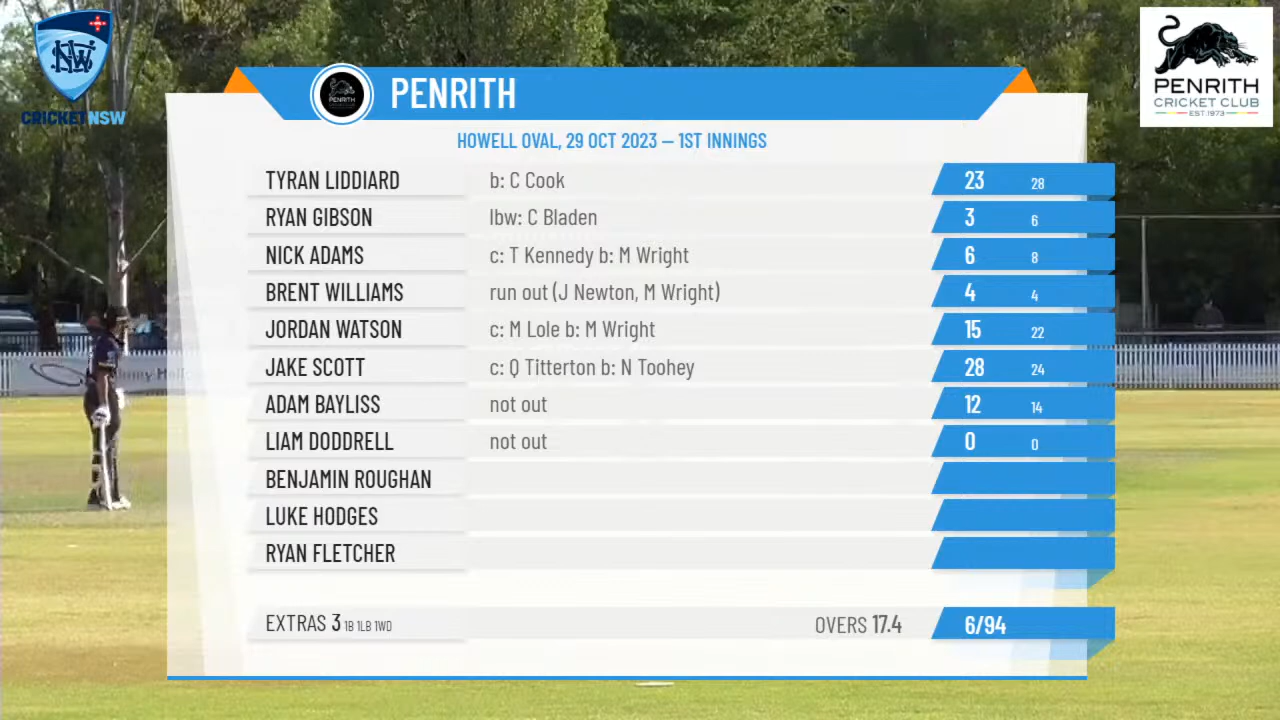 CRICKET NSW
PENRITH
CRICKET CLUB
EST.1973
PENRITH
PENRITH
HOWELL OVAL, 29 OCT 2023 – 1ST INNINGS
TYRAN LIDDIARD b: C Cook 23 28
RYAN GIBSON lbw: C Bladen 3 6
NICK ADAMS c: T Kennedy b: M Wright 6 8
BRENT WILLIAMS run out (J Newton, M Wright) 4 4
JORDAN WATSON c: M Lole b: M Wright 15 22
JAKE SCOTT c: Q Titterton b: N Toohey 28 24
ADAM BAYLISS not out 12 14
LIAM DODDRELL not out 0 0
BENJAMIN ROUGHAN
LUKE HODGES
RYAN FLETCHER
EXTRAS 3 1B 1LB 1WD OVERS 17.4 6/94